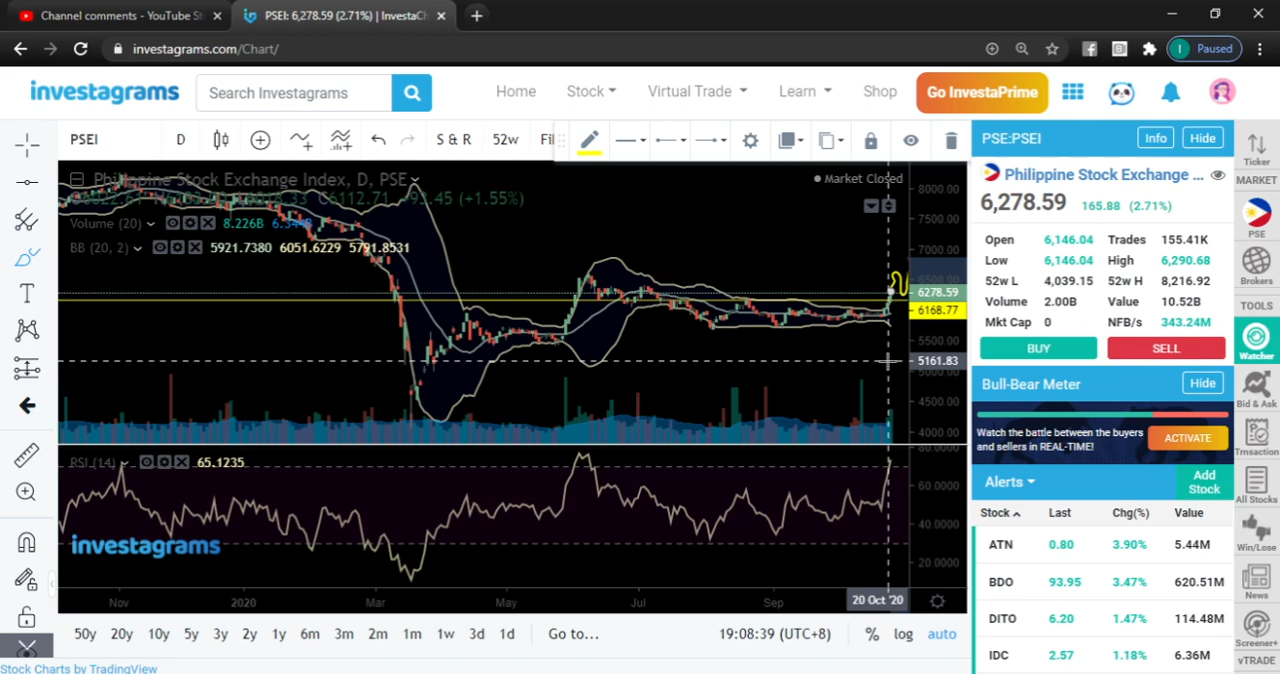 Channel comments - YouTube St
PSEI: 6,278.59 (2.71%) | InvestaCh
investagrams.com/Chart/
Paused
investagrams
Search Investagrams
Home
Stock
Virtual Trade
Learn
Shop
Go InvestaPrime
PSEI
D
S & R
52w
Fil
Philippine Stock Exchange Index, D, PSE
Market Closed
C6112.71 +93.45 (+1.55%)
Volume (20) 8.226B
BB (20, 2) 5921.7380 6051.6229 5791.8531
8000.00
7500.00
7000.00
6278.59
6168.77
5500.00
5161.83
5000.00
4500.00
4000.00
RSI (14) 65.1235
60.0000
40.0000
20.0000
investagrams
Nov 2020 Mar May Jul Sep 20 Oct '20
50y 20y 10y 5y 3y 2y 1y 6m 3m 2m 1m 1w 3d 1d Go to... 19:08:39 (UTC+8) % log auto
Stock Charts by TradingView
PSE:PSEI Info Hide
Philippine Stock Exchange ...
6,278.59 165.88 (2.71%)
Open 6,146.04 Trades 155.41K
Low 6,146.04 High 6,290.68
52w L 4,039.15 52w H 8,216.92
Volume 2.00B Value 10.52B
Mkt Cap 0 NFB/s 343.24M
BUY SELL
Bull-Bear Meter Hide
Watch the battle between the buyers
and sellers in REAL-TIME!
ACTIVATE
Alerts
Add
Stock
Stock Last Chg(%) Value
ATN 0.80 3.90% 5.44M
BDO 93.95 3.47% 620.51M
DITO 6.20 1.47% 114.48M
IDC 2.57 1.18% 6.36M
Ticker
MARKET
PSE
Brokers
TOOLS
Watcher
Bid & Ask
Trnsaction
All Stocks
Win/Lose
News
Screener+
vTRADE